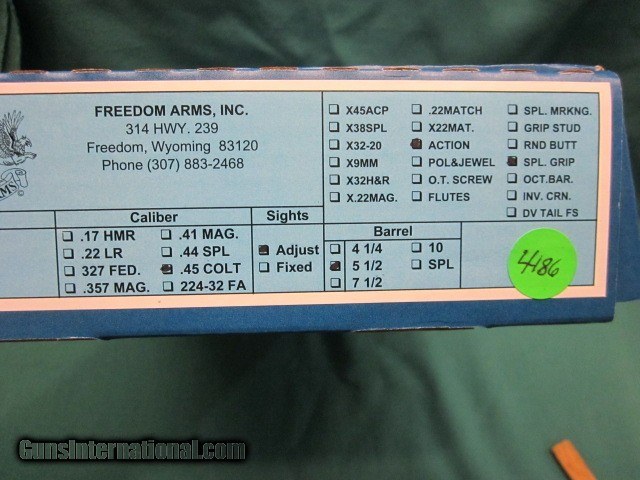 FREEDOM ARMS, INC.
314 HWY. 239
Freedom, Wyoming 83120
Phone (307) 883-2468
X45ACP .22MATCH SPL. MRKNG.
X38SPL X22MAT. GRIP STUD
X32-20 ACTION RND BUTT
X9MM POL&JEWEL SPL. GRIP
X32H&R O.T. SCREW OCT.BAR.
X.22MAG. FLUTES INV. CRN.
DV TAIL FS
Caliber
.17 HMR .41 MAG.
.22 LR .44 SPL
327 FED. .45 COLT
.357 MAG. 224-32 FA
Sights
Adjust
Fixed
Barrel
4 1/4 10
5 1/2 SPL
7 1/2
4186
GunsInternational.com